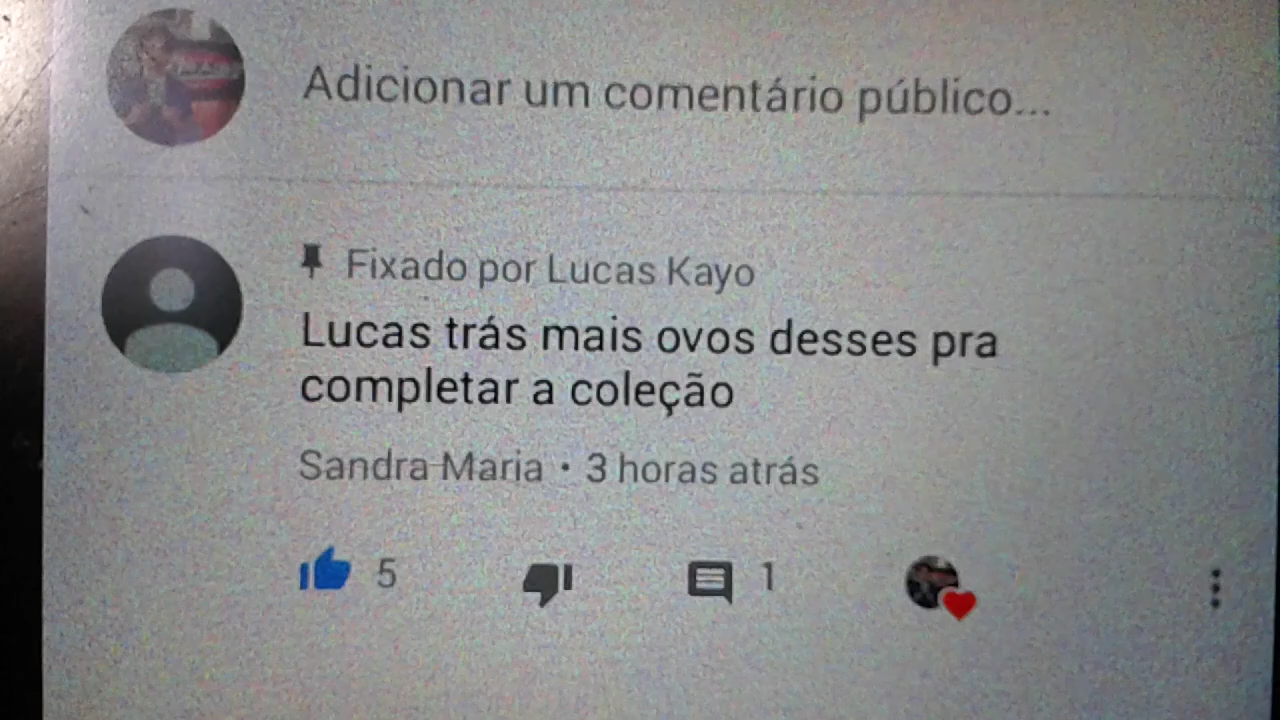 Adicionar um comentário público...
Fixado por Lucas Kayo
Lucas trás mais ovos desses pra
completar a coleção
Sandra Maria • 3 horas atrás
5
1